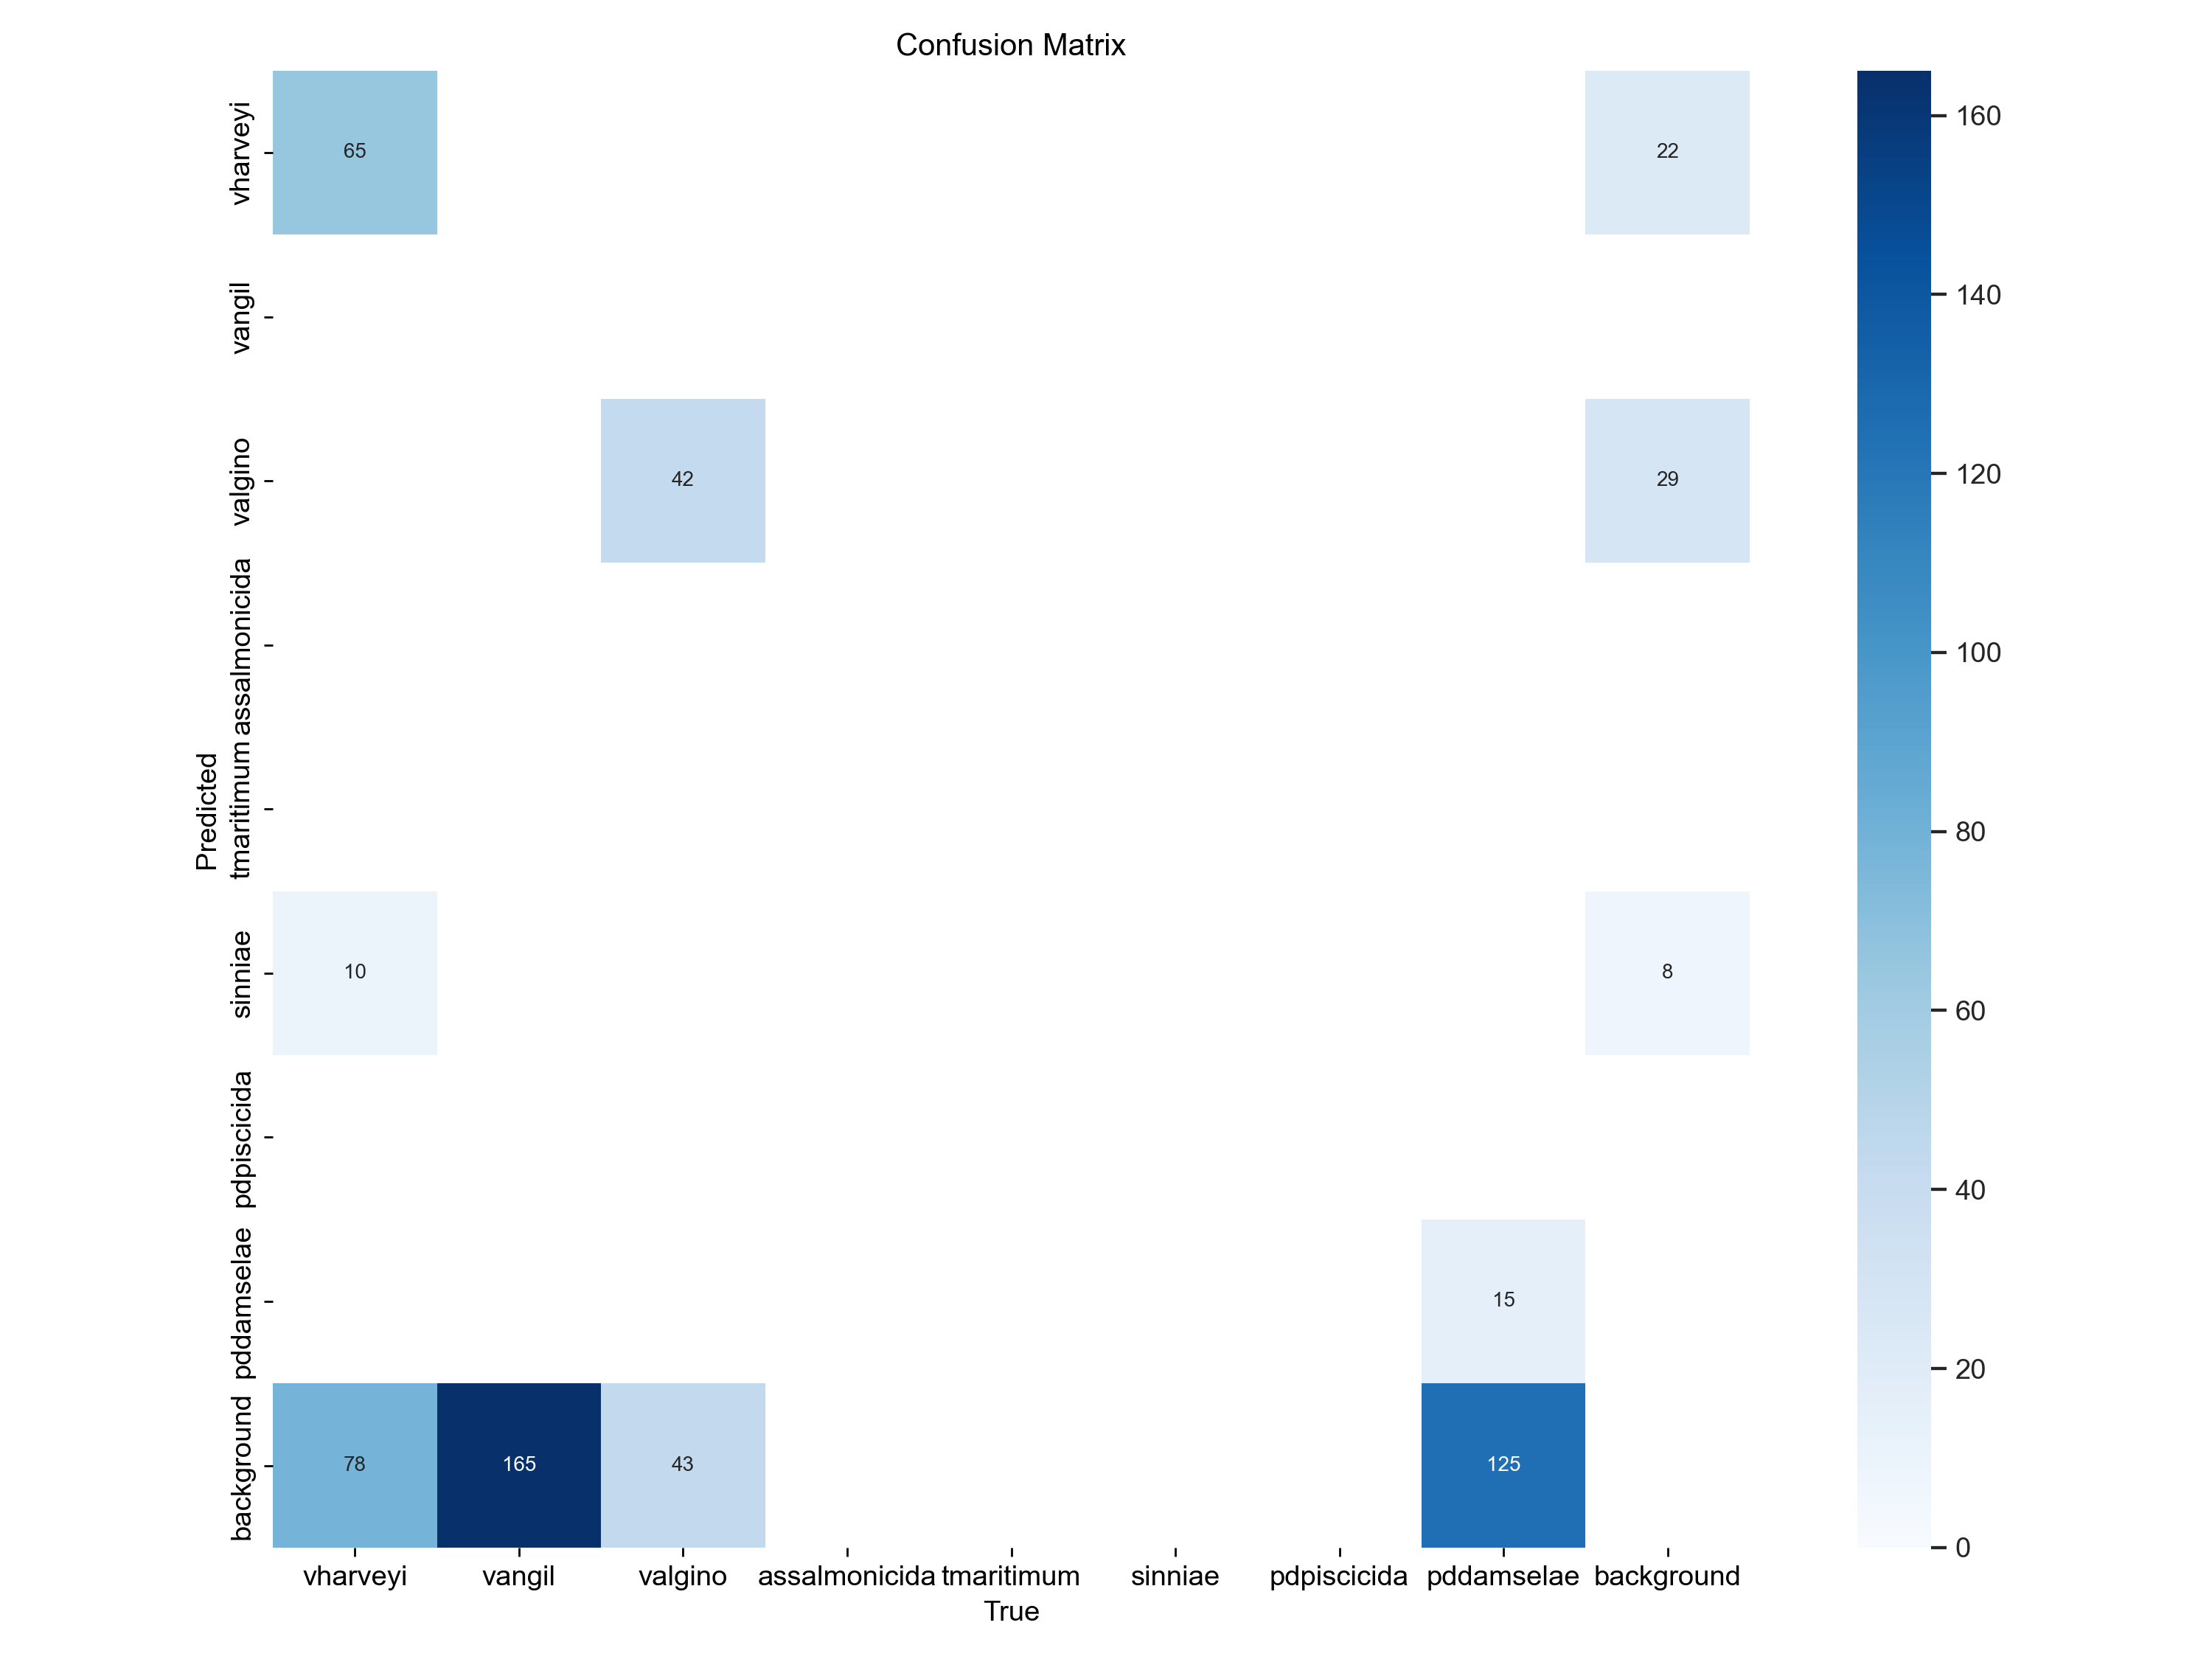 Confusion Matrix
vharveyi
65
22
160
140
vangil
valgino
42
29
120
assalmonicida
100
Predicted
tmaritimum
80
sinniae
10
8
60
pdpiscicida
40
pddamselae
15
20
background
78
165
43
125
0
vharveyi vangil valgino assalmonicida tmaritimum sinniae pdpiscicida pddamselae background
True